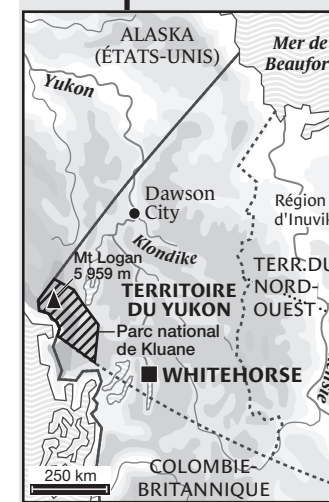 ALASKA
(ÉTATS-UNIS)
Mer de
Beaufor
Yukon
Dawson
City
Région
d'Inuvik
Klondike
Mt Logan
5 959 m
TERR.DU
NORD-
OUEST
TERRITOIRE
DU YUKON
Parc national
de Kluane
WHITEHORSE
250 km
COLOMBIE-
BRITANNIQUE